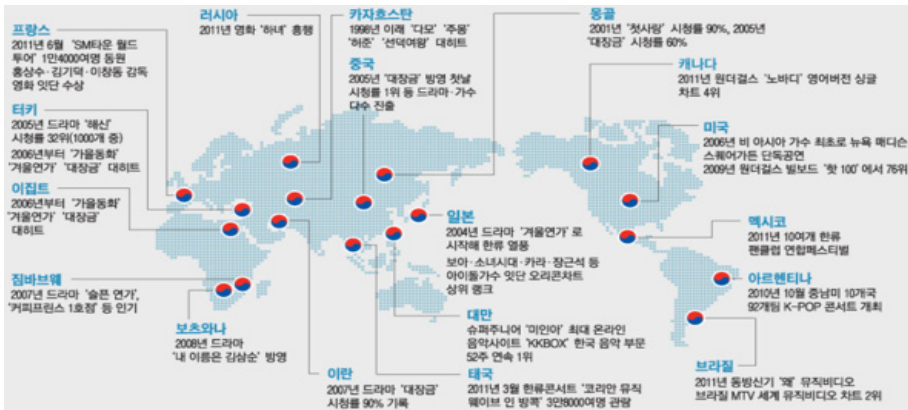 프랑스
2011년 6월 'SM타운 월드
투어' 1만4000여명 동원
홍상수·김기덕·이창동 감독
영화 잇단 수상
터키
2005년 드라마 '해신'
시청률 32위(1000개 중)
2006년부터 '가을동화'
'겨울연가' '대장금' 대히트
이집트
2006년부터 '가을동화'
'겨울연가' '대장금'
대히트
짐바브웨
2007년 드라마 '슬픈 연가',
'커피프린스 1호점' 등 인기
보츠와나
2008년 드라마
'내 이름은 김삼순' 방영
러시아
2011년 영화 '하녀' 흥행
카자흐스탄
1998년 이래 '다모' '주몽'
'허준' '선덕여왕' 대히트
중국
2005년 '대장금' 방영 첫날
시청률 1위 등 드라마·가수
다수 진출
이란
2007년 드라마 '대장금'
시청률 90% 기록
몽골
2001년 '첫사랑' 시청률 90%, 2005년
'대장금' 시청률 60%
일본
2004년 드라마 '겨울연가'로
시작해 한류 열풍
보아·소녀시대·카라·장근석 등
아이돌가수 잇단 오리콘차트
상위 랭크
대만
슈퍼주니어 '미인아' 최대 온라인
음악사이트 'KKBOX' 한국 음악 부문
52주 연속 1위
태국
2011년 3월 한류콘서트 '코리안 뮤직
웨이브 인 방콕' 3만8000여명 관람
캐나다
2011년 원더걸스 '노바디' 영어버전 싱글
차트 4위
미국
2006년 비 아시아 가수 최초로 뉴욕 매디슨
스퀘어가든 단독공연
2009년 원더걸스 빌보드 '핫 100'에서 76위
멕시코
2011년 10여개 한류
팬클럽 연합페스티벌
아르헨티나
2010년 10월 중남미 10개국
92개팀 K-POP 콘서트 개최
브라질
2011년 동방신기 '왜' 뮤직비디오
브라질 MTV 세계 뮤직비디오 차트 2위